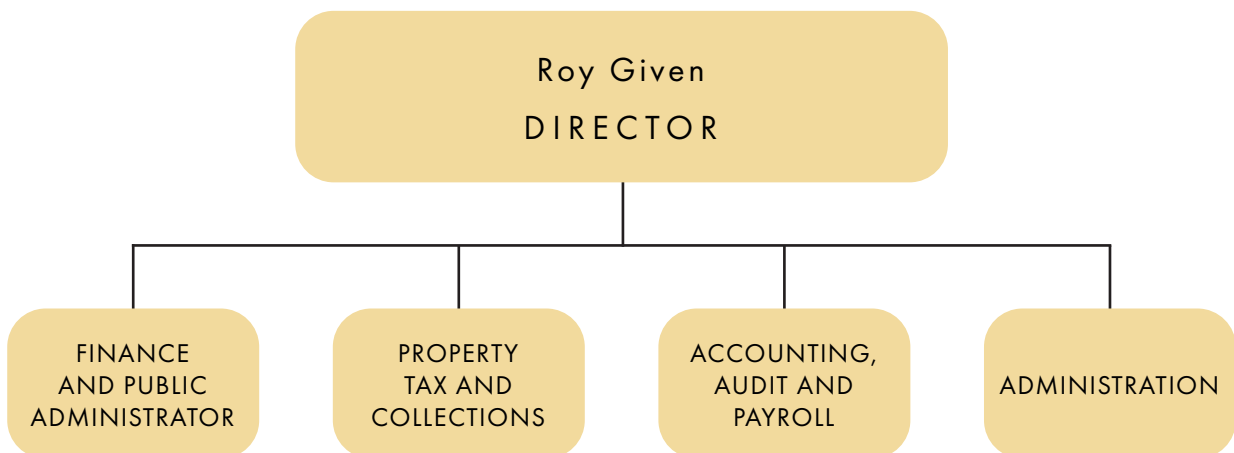 Roy Given
DIRECTOR
FINANCE
AND PUBLIC
ADMINISTRATOR
PROPERTY
TAX AND
COLLECTIONS
ACCOUNTING,
AUDIT AND
PAYROLL
ADMINISTRATION